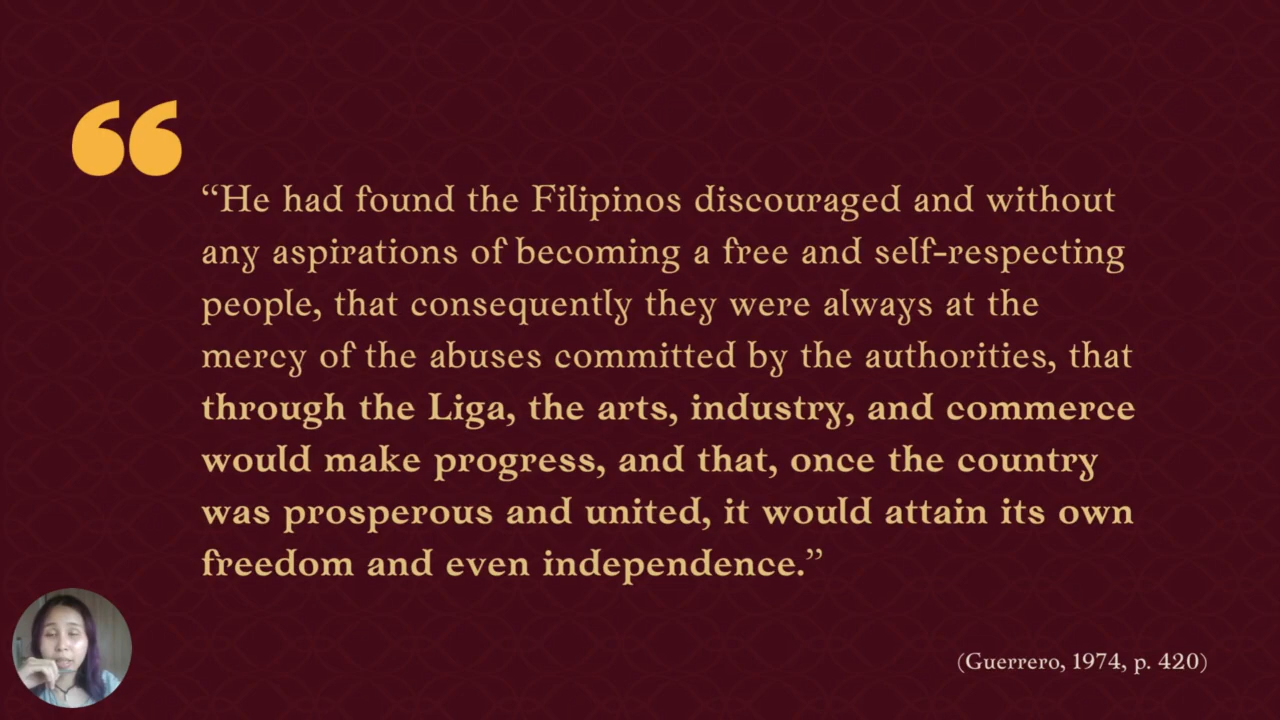 “He had found the Filipinos discouraged and without
any aspirations of becoming a free and self-respecting
people, that consequently they were always at the
mercy of the abuses committed by the authorities, that
through the Liga, the arts, industry, and commerce
would make progress, and that, once the country
was prosperous and united, it would attain its own
freedom and even independence.”
(Guerrero, 1974, p. 420)